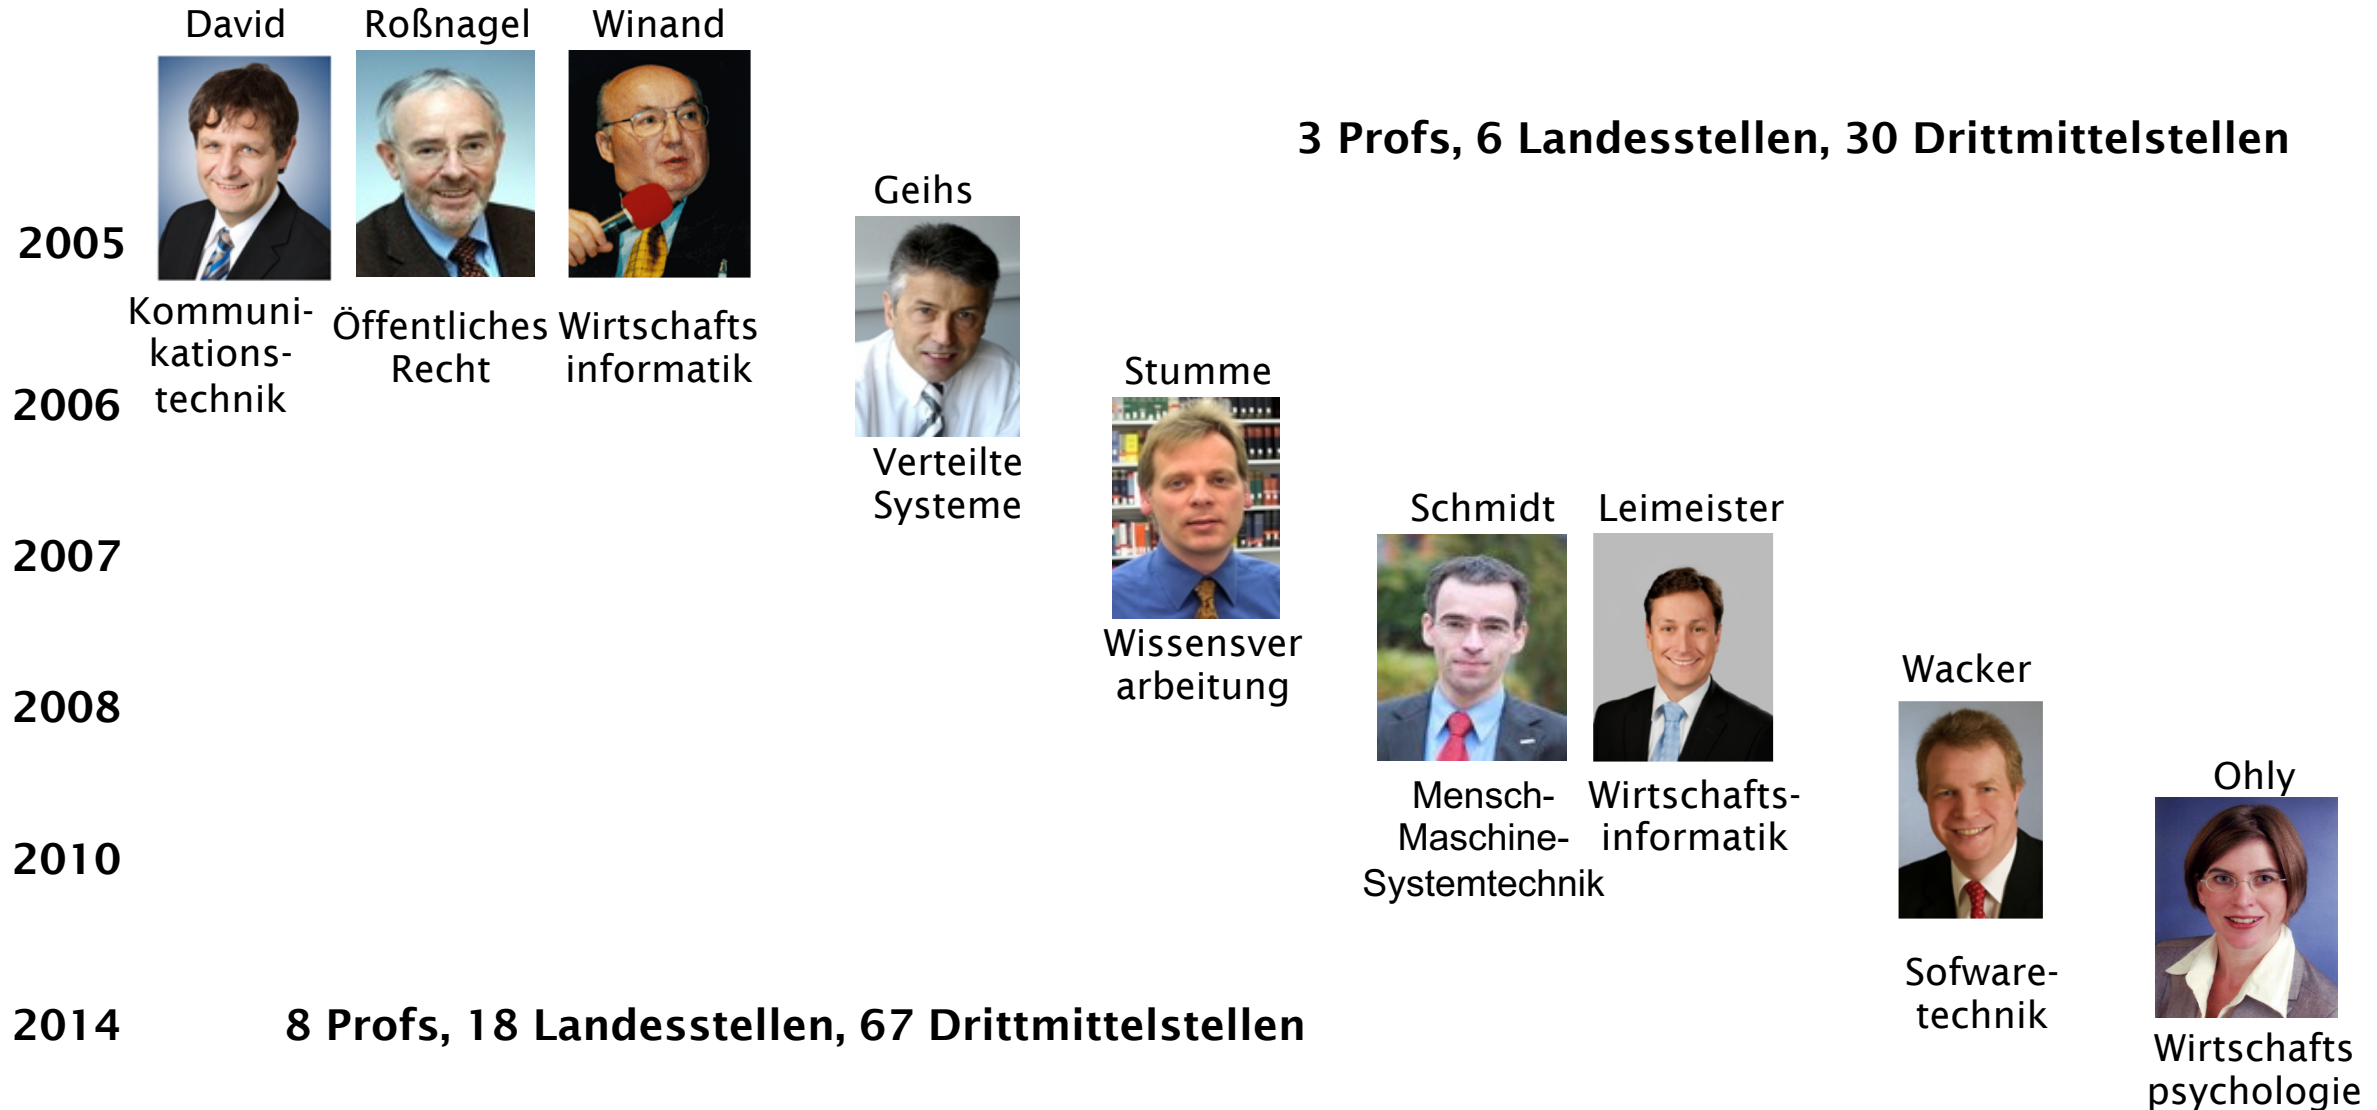 David
Roßnagel
Winand
3 Profs, 6 Landesstellen, 30 Drittmittelstellen
Geihs
2005
Kommuni-
kations-
technik
Öffentliches
Recht
Wirtschafts
informatik
Stumme
2006
Verteilte
Systeme
Schmidt
Leimeister
2007
Wissensver
arbeitung
Wacker
2008
Ohly
Mensch-
Maschine-
Systemtechnik
Wirtschafts-
informatik
2010
Sofware-
technik
2014
8 Profs, 18 Landesstellen, 67 Drittmittelstellen
Wirtschafts
psychologie